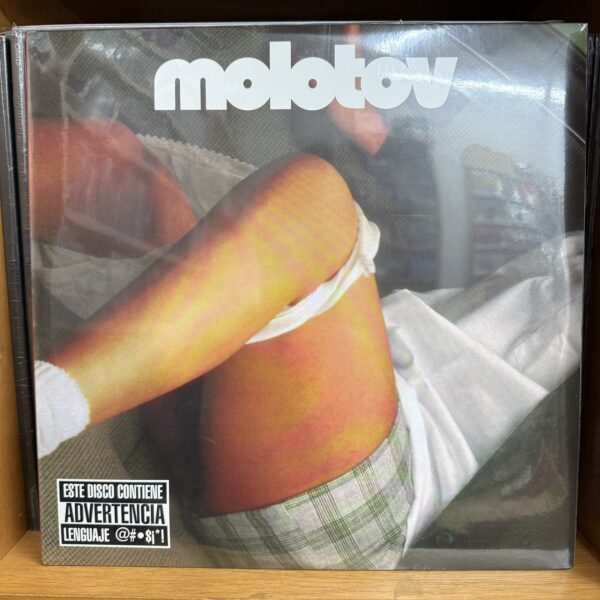 molotov
ESTE DISCO CONTIENE
ADVERTENCIA
LENGUAJE @#•$¡*!